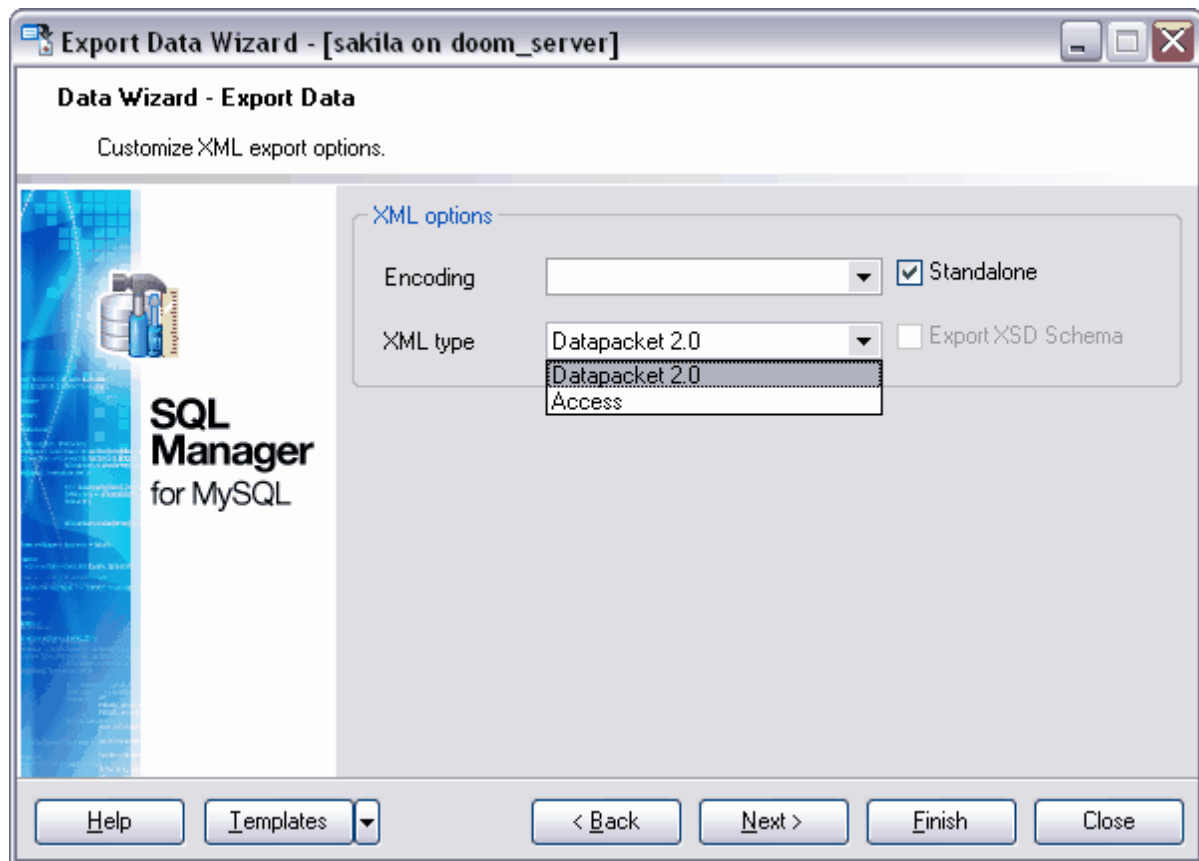 Export Data Wizard - [sakila on doom_server]
Data Wizard - Export Data
Customize XML export options.
XML options
Encoding
Standalone
XML type
Datapacket 2.0
Export XSD Schema
Datapacket 2.0
Access
SQL
Manager
for MySQL
Help
Templates
< Back
Next >
Finish
Close